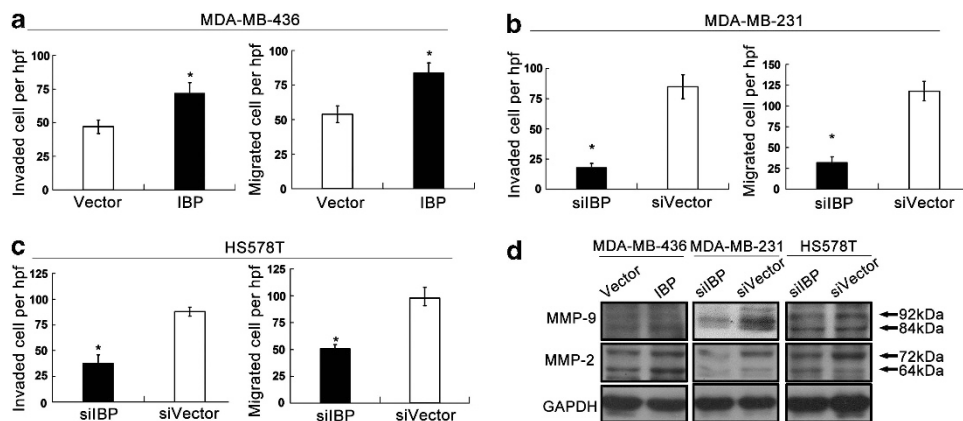 a
MDA-MB-436
Invaded cell per hpf
100
75
50
25
0
*
Vector
IBP
Migrated cell per hpf
100
75
50
25
0
*
Vector
IBP
b
MDA-MB-231
Invaded cell per hpf
100
75
50
25
0
*
siIBP
siVector
Migrated cell per hpf
125
100
75
50
25
0
*
siIBP
siVector
c
HS578T
Invaded cell per hpf
125
100
75
50
25
0
*
siIBP
siVector
Migrated cell per hpf
125
100
75
50
25
0
*
siIBP
siVector
d
MDA-MB-436 MDA-MB-231 HS578T
Vector IBP siIBP siVector siIBP siVector
MMP-9
92kDa
84kDa
MMP-2
72kDa
64kDa
GAPDH